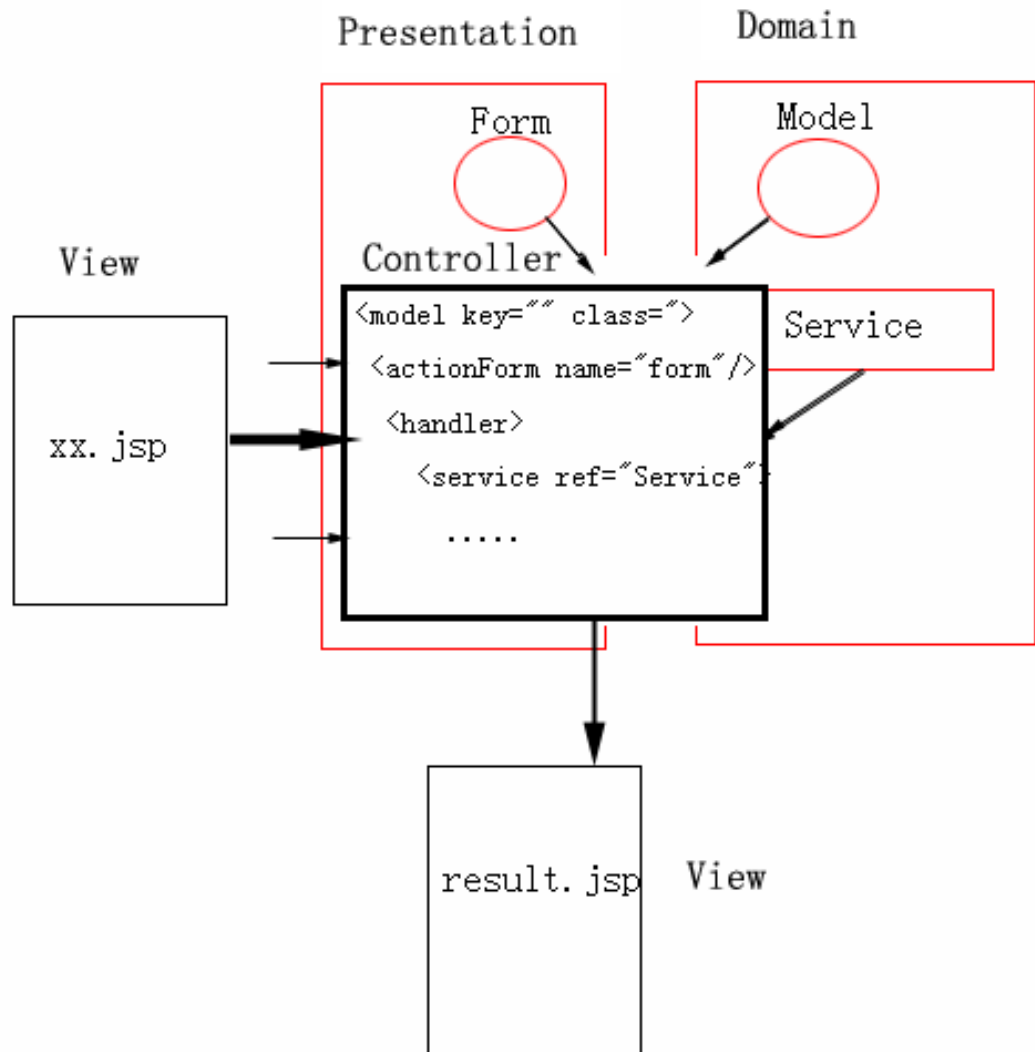 Presentation
Domain
Form
Model
View
Controller
<model key="" class=">
<actionForm name="form"/>
<handler>
<service ref="Service">
.....
Service
xx.jsp
result.jsp
View